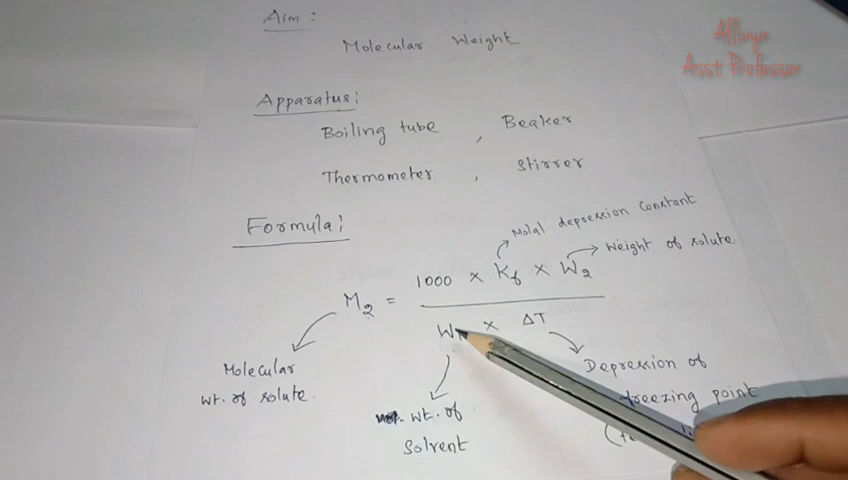 Aim:
Molecular Weight
Asst Professor
Apparatus:
Boiling tube, Beaker
Thermometer, Stirrer
Formula:
Molal depression constant
Weight of solute
M2 = 1000 × Kf × W2
W1 × ΔT
Molecular wt. of solute.
wt. of Solvent
Depression of freezing point